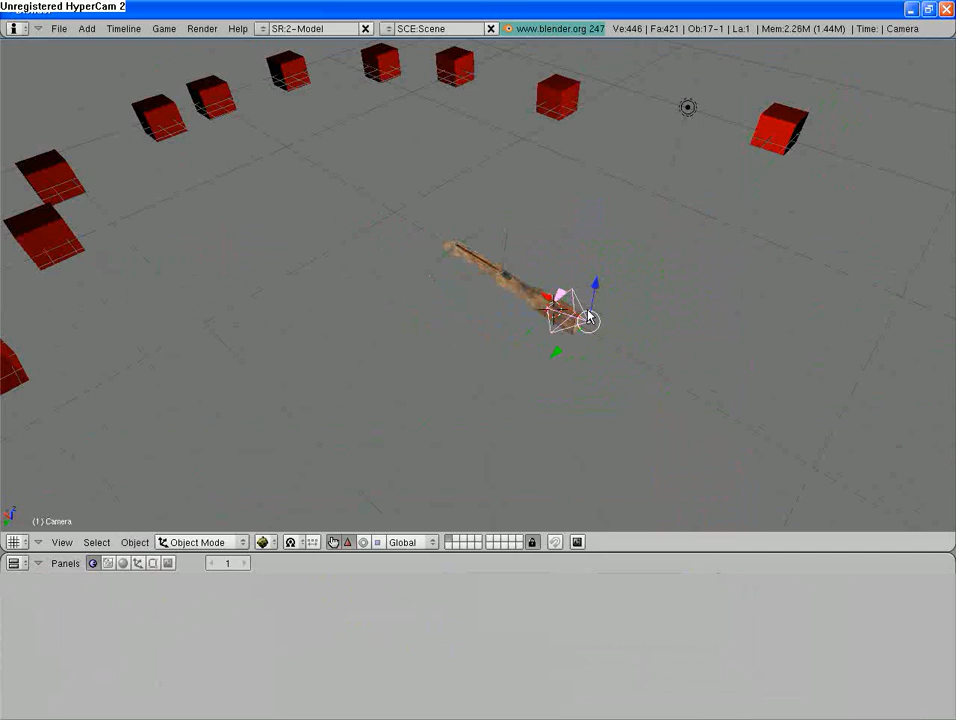 Unregistered HyperCam 2
File Add Timeline Game Render Help SR:2-Model SCE:Scene www.blender.org 247 Ve:446 | Fa:421 | Ob:17-1 | La:1 | Mem:2.26M (1.44M) | Time: | Camera
(1) Camera
View Select Object Object Mode Global
Panels 1